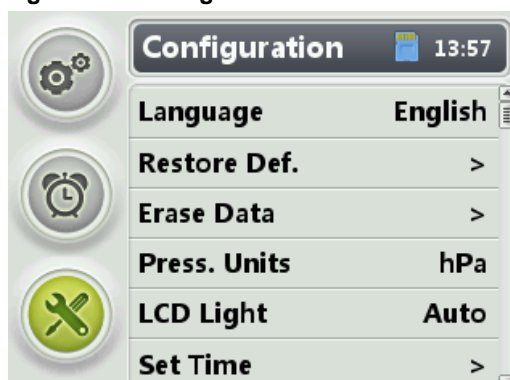 Configuration 13:57
Language English
Restore Def. >
Erase Data >
Press. Units hPa
LCD Light Auto
Set Time >